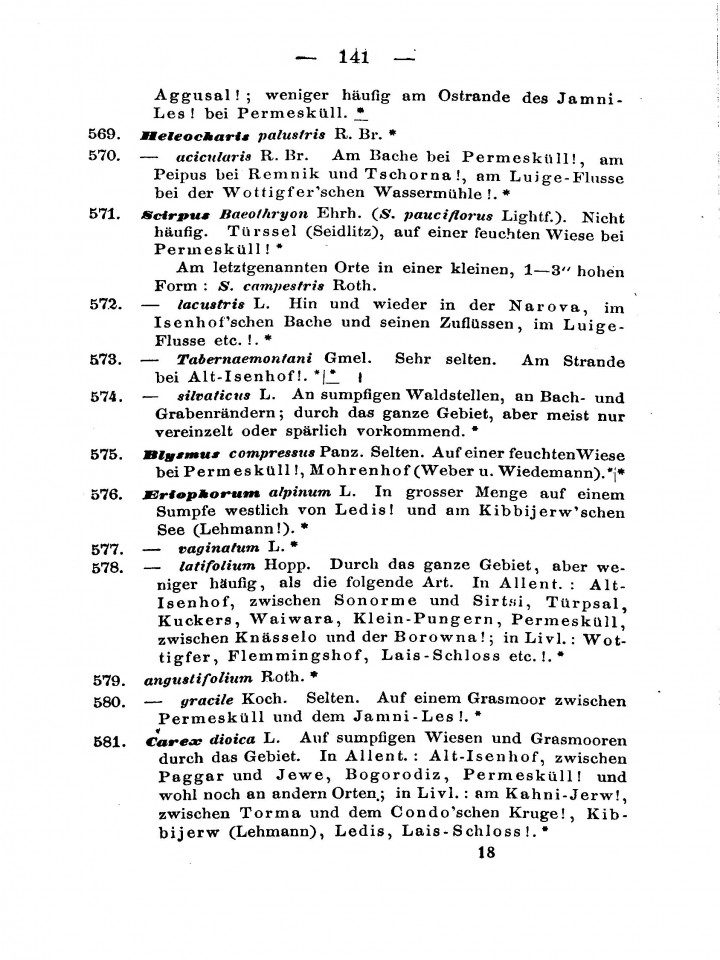 — 141 —
Aggusal!; weniger häufig am Ostrande des Jamni-
Les! bei Permesküll. *
569. Heleocharis palustris R. Br. *
570. — acicularis R. Br. Am Bache bei Permesküll!, am
Peipus bei Remnik und Tschorna!, am Luige-Flusse
bei der Wottigfer'schen Wassermühle!. *
571. Scirpus Baeothryon Ehrh. (S. pauciflorus Lightf.). Nicht
häufig. Türssel (Seidlitz), auf einer feuchten Wiese bei
Permesküll! *
Am letztgenannten Orte in einer kleinen, 1—3″ hohen
Form: S. campestris Roth.
572. — lacustris L. Hin und wieder in der Narova, im
Isenhof'schen Bache und seinen Zuflüssen, im Luige-
Flusse etc.!. *
573. — Tabernaemontani Gmel. Sehr selten. Am Strande
bei Alt-Isenhof!. *|*
574. — silvaticus L. An sumpfigen Waldstellen, an Bach- und
Grabenrändern; durch das ganze Gebiet, aber meist nur
vereinzelt oder spärlich vorkommend. *
575. Blysmus compressus Panz. Selten. Auf einer feuchten Wiese
bei Permesküll!, Mohrenhof (Weber u. Wiedemann). *|*
576. Eriophorum alpinum L. In grosser Menge auf einem
Sumpfe westlich von Ledis! und am Kibbijerw'schen
See (Lehmann!). *
577. — vaginatum L. *
578. — latifolium Hopp. Durch das ganze Gebiet, aber we-
niger häufig, als die folgende Art. In Allent.: Alt-
Isenhof, zwischen Sonorme und Sirtsi, Türpsal,
Kuckers, Waiwara, Klein-Pungern, Permesküll,
zwischen Knässelo und der Borowna!; in Livl.: Wot-
tigfer, Flemmingshof, Lais-Schloss etc.!. *
579. angustifolium Roth. *
580. — gracile Koch. Selten. Auf einem Grasmoor zwischen
Permesküll und dem Jamni-Les!. *
581. Carex dioica L. Auf sumpfigen Wiesen und Grasmooren
durch das Gebiet. In Allent.: Alt-Isenhof, zwischen
Paggar und Jewe, Bogorodiz, Permesküll! und
wohl noch an andern Orten; in Livl.: am Kahni-Jerw!,
zwischen Torma und dem Condo'schen Kruge!, Kib-
bijerw (Lehmann), Ledis, Lais-Schloss!. *
18